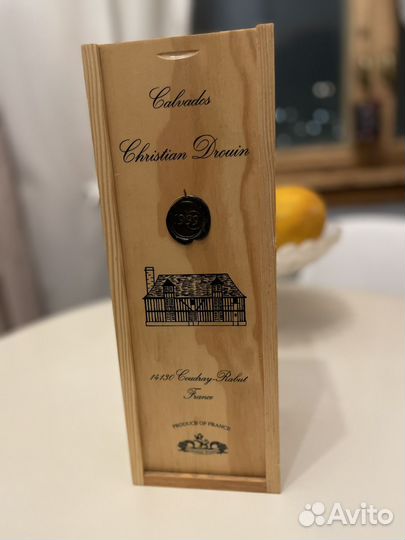 Calvados
Christian Drouin
14130 Coudray-Rabut
France
PRODUCE OF FRANCE
Avito